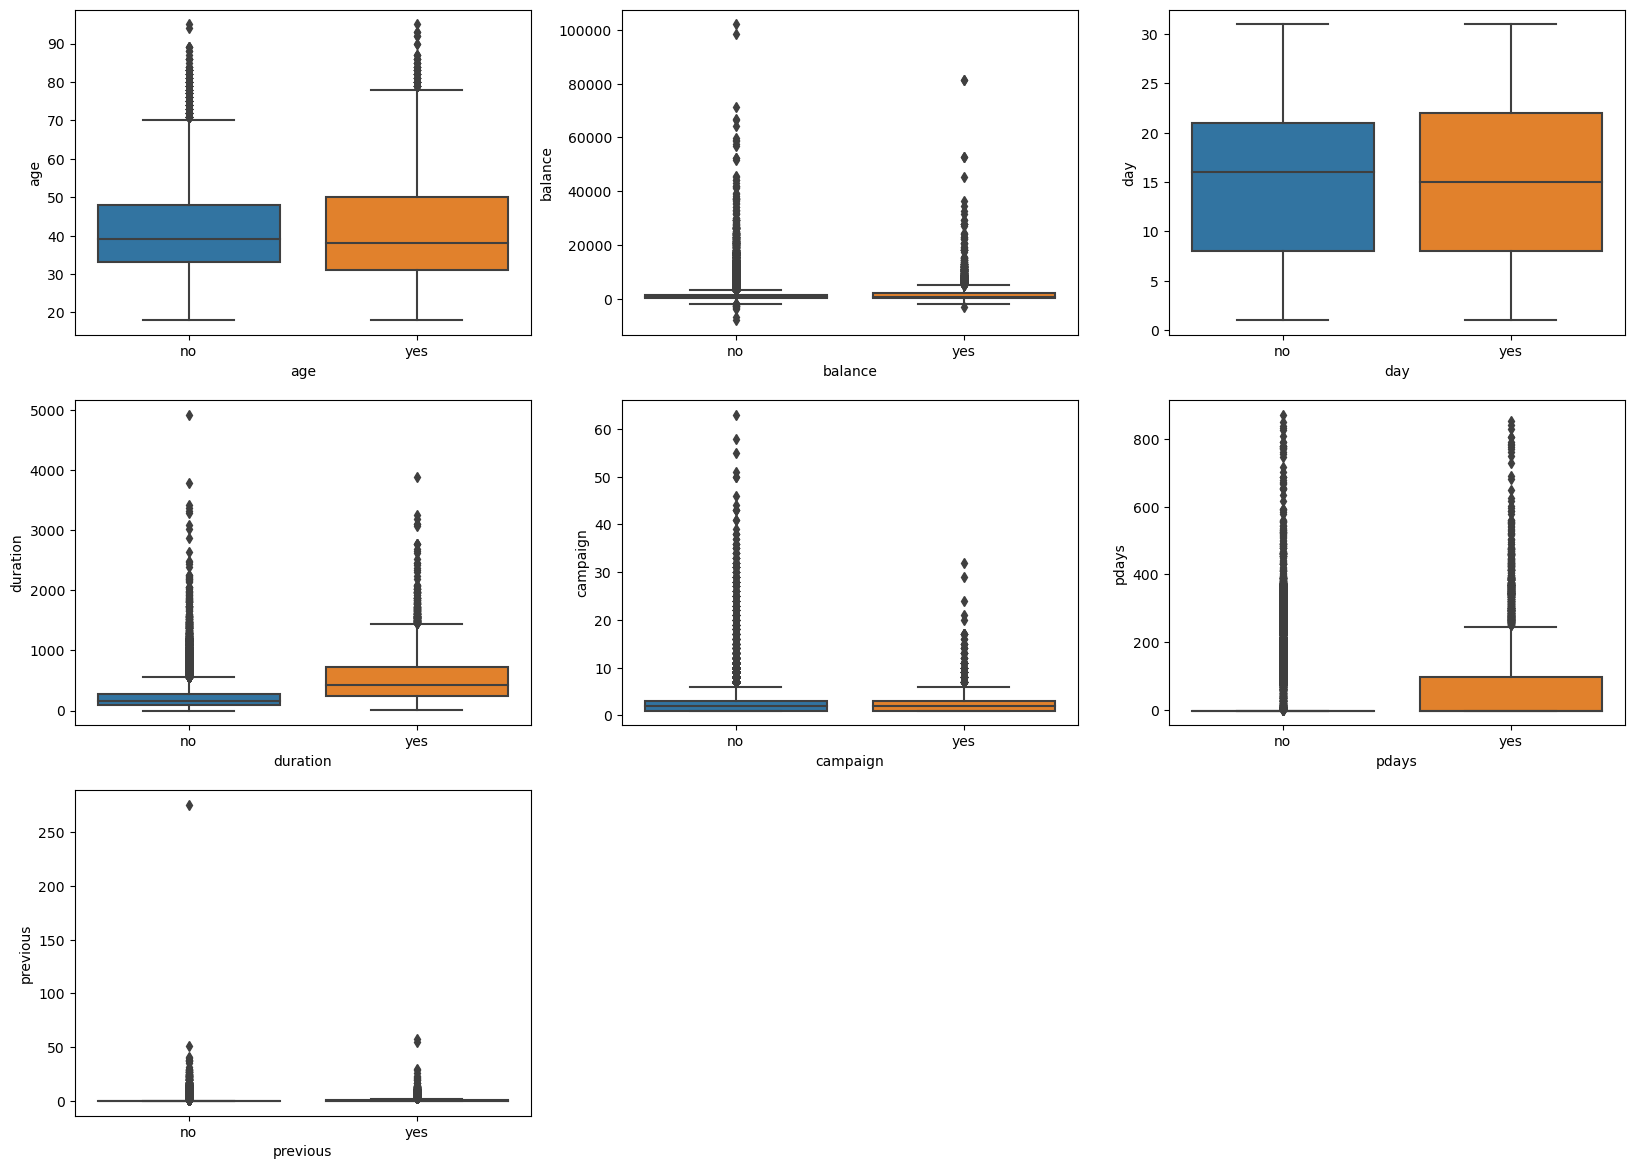 90
80
70
60
50
40
30
20
age
no
yes
age
100000
80000
60000
40000
20000
0
balance
no
yes
balance
30
25
20
15
10
5
0
day
no
yes
day
5000
4000
3000
2000
1000
0
duration
no
yes
duration
60
50
40
30
20
10
0
campaign
no
yes
campaign
800
600
400
200
0
pdays
no
yes
pdays
250
200
150
100
50
0
previous
no
yes
previous